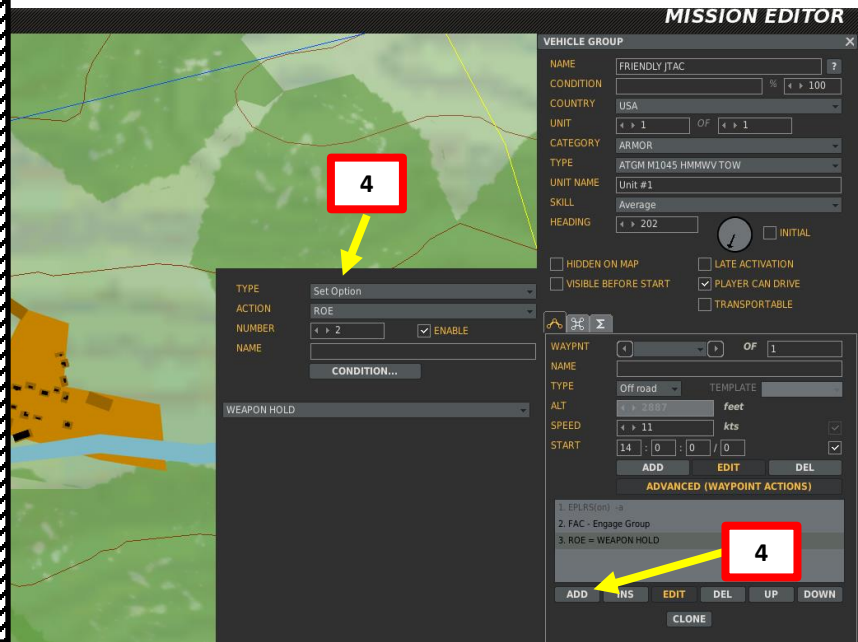 MISSION EDITOR
VEHICLE GROUP X
NAME FRIENDLY JTAC ?
CONDITION % 100
COUNTRY USA
UNIT 1 OF 1
CATEGORY ARMOR
TYPE ATGM M1045 HMMWV TOW
UNIT NAME Unit #1
SKILL Average
HEADING 202
INITIAL
HIDDEN ON MAP LATE ACTIVATION
VISIBLE BEFORE START PLAYER CAN DRIVE
TRANSPORTABLE
Σ
WAYPNT OF 1
NAME
TYPE Off road TEMPLATE
ALT 2887 feet
SPEED 11 kts
START 14 : 0 : 0 / 0
ADD EDIT DEL
ADVANCED (WAYPOINT ACTIONS)
1. EPLRS(on) -a
2. FAC - Engage Group
3. ROE = WEAPON HOLD
4
ADD INS EDIT DEL UP DOWN
CLONE
4
TYPE Set Option
ACTION ROE
NUMBER 2 ENABLE
NAME
CONDITION...
WEAPON HOLD